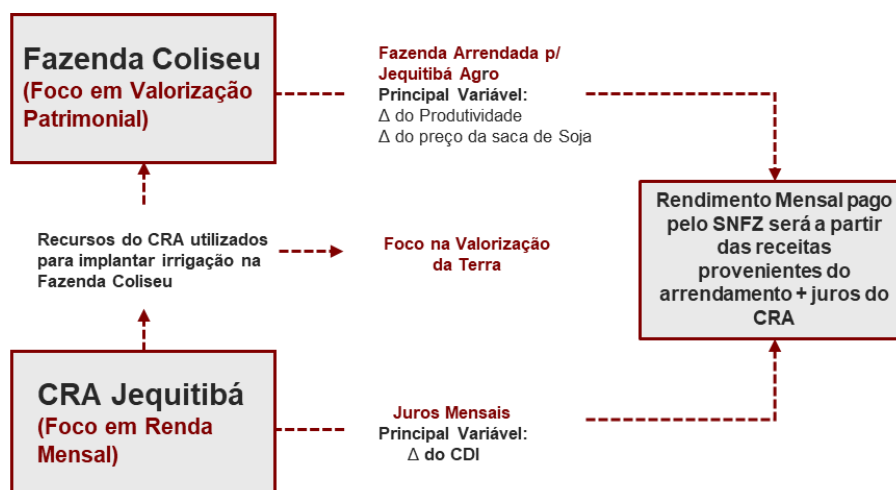 Fazenda Coliseu
(Foco em Valorização
Patrimonial)
Fazenda Arrendada p/
Jequitibá Agro
Principal Variável:
Δ do Produtividade
Δ do preço da saca de Soja
Recursos do CRA utilizados
para implantar irrigação na
Fazenda Coliseu
Foco na Valorização
da Terra
Rendimento Mensal pago
pelo SNFZ será a partir
das receitas
provenientes do
arrendamento + juros do
CRA
CRA Jequitibá
(Foco em Renda
Mensal)
Juros Mensais
Principal Variável:
Δ do CDI